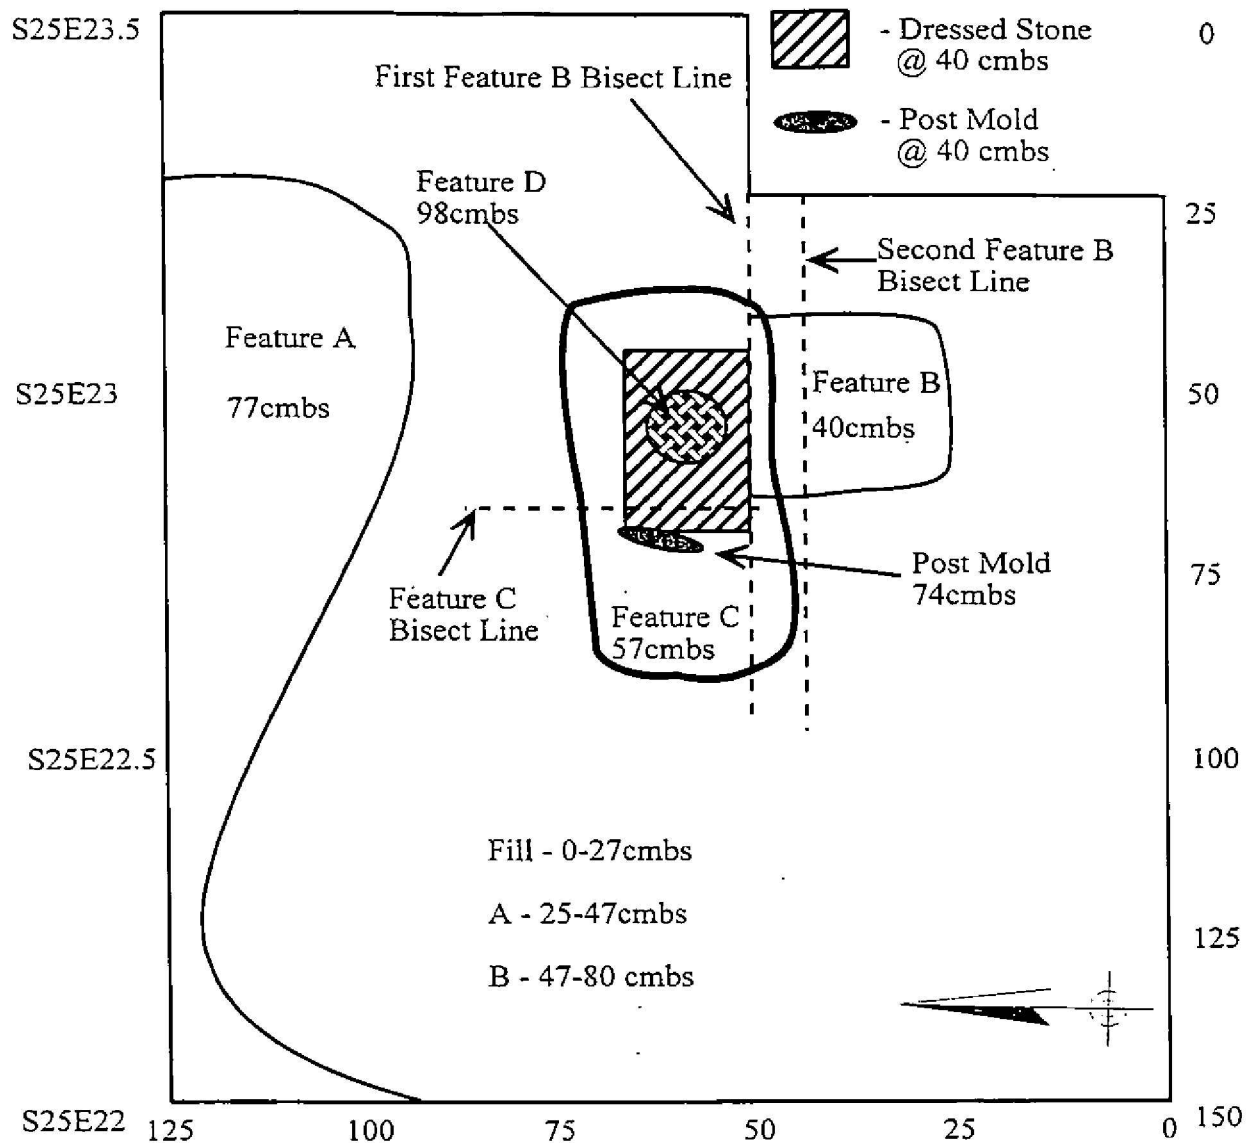 S25E23.5
- Dressed Stone
@ 40 cmbs
0
First Feature B Bisect Line
- Post Mold
@ 40 cmbs
Feature D
98cmbs
25
Second Feature B
Bisect Line
Feature A
77cmbs
S25E23
Feature B
40cmbs
50
Post Mold
74cmbs
75
Feature C
Bisect Line
Feature C
57cmbs
S25E22.5
100
Fill - 0-27cmbs
A - 25-47cmbs
B - 47-80 cmbs
125
S25E22
125
100
75
50
25
0
150